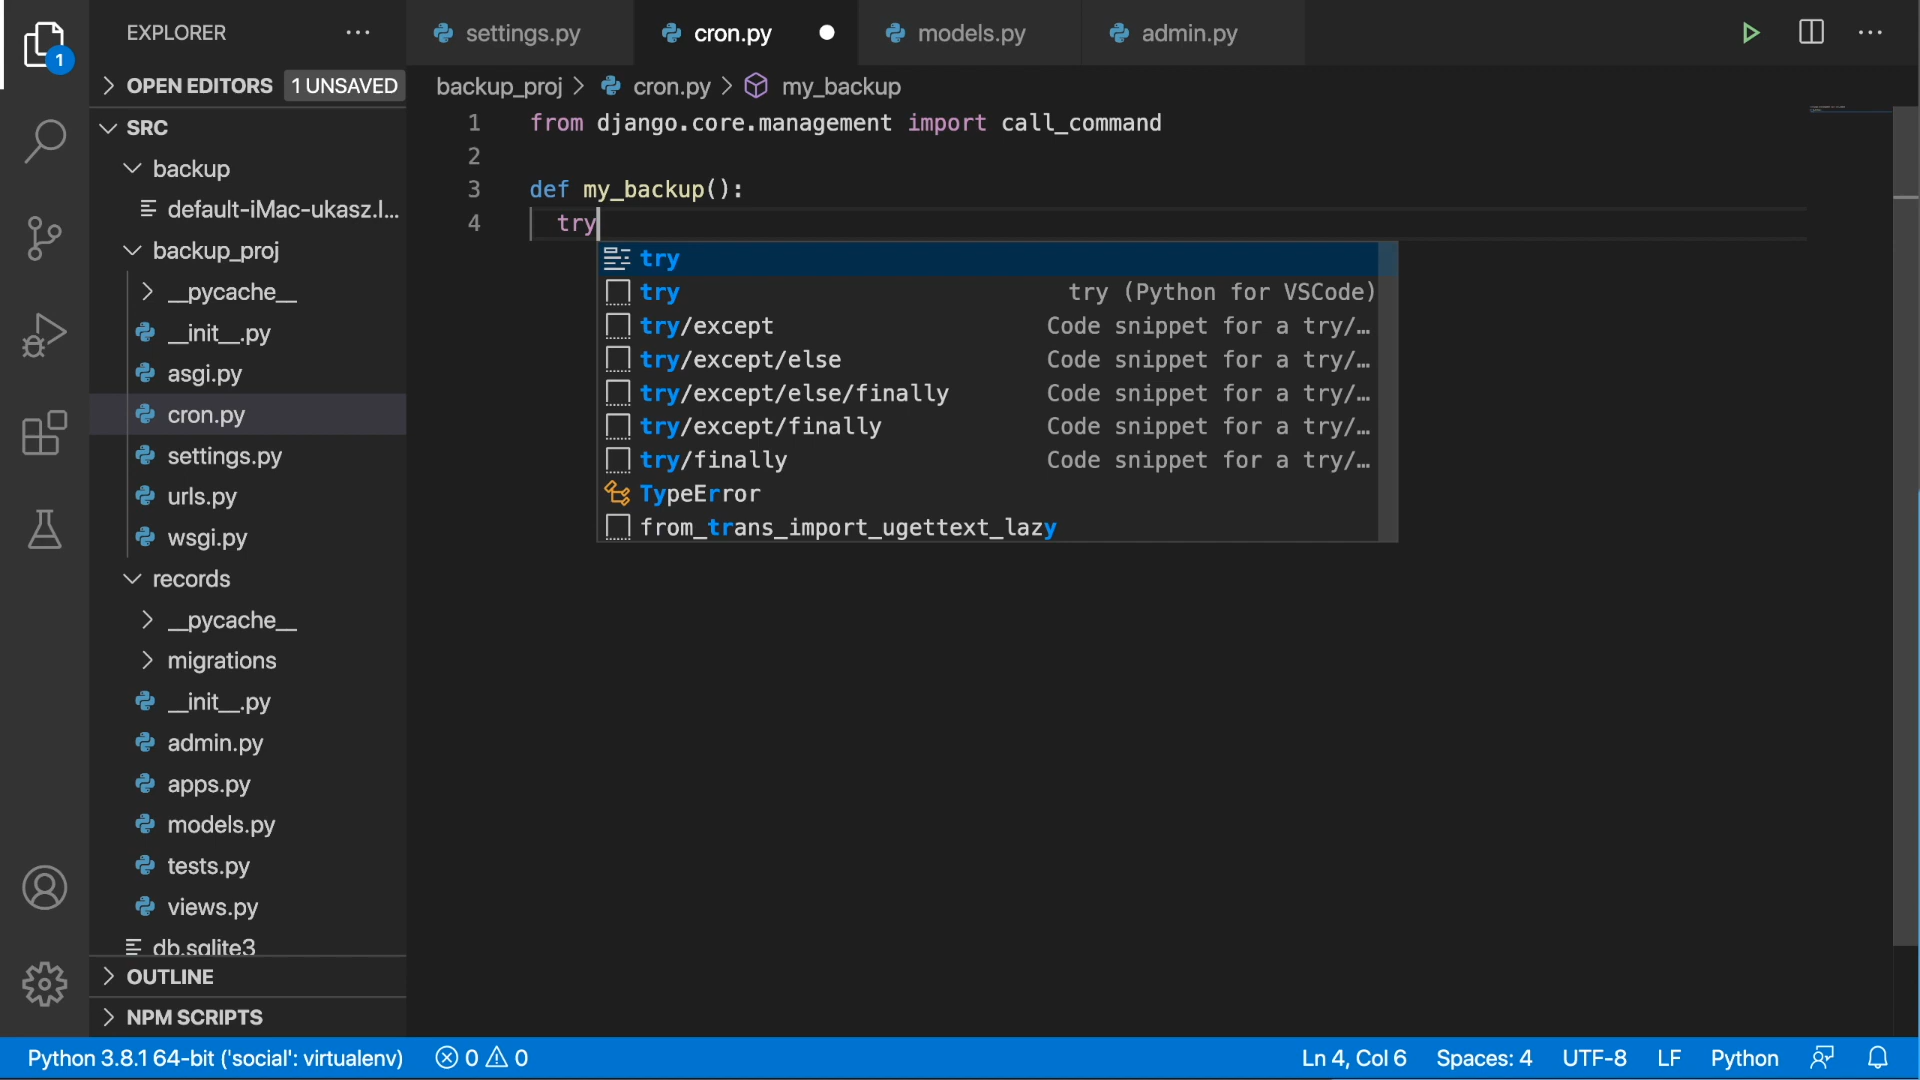 EXPLORER
settings.py
cron.py
models.py
admin.py
1
OPEN EDITORS
1 UNSAVED
backup_proj > cron.py > my_backup
SRC
backup
default-iMac-ukasz.l...
backup_proj
__pycache__
__init__.py
asgi.py
cron.py
settings.py
urls.py
wsgi.py
records
__pycache__
migrations
__init__.py
admin.py
apps.py
models.py
tests.py
views.py
db.sqlite3
OUTLINE
NPM SCRIPTS
1 from django.core.management import call_command
2
3 def my_backup():
4 try
try
try try (Python for VSCode)
try/except Code snippet for a try/…
try/except/else Code snippet for a try/…
try/except/else/finally Code snippet for a try/…
try/except/finally Code snippet for a try/…
try/finally Code snippet for a try/…
TypeError
from_trans_import_ugettext_lazy
Python 3.8.1 64-bit ('social': virtualenv) 0 0 Ln 4, Col 6 Spaces: 4 UTF-8 LF Python